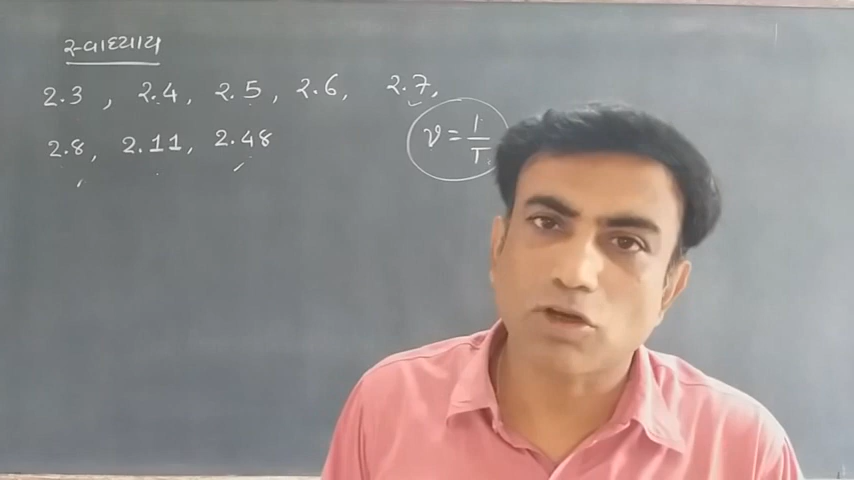 સ્વાધ્યાય
2.3 , 2.4, 2.5, 2.6, 2.7,
2.8, 2.11, 2.48
ν = 1/T